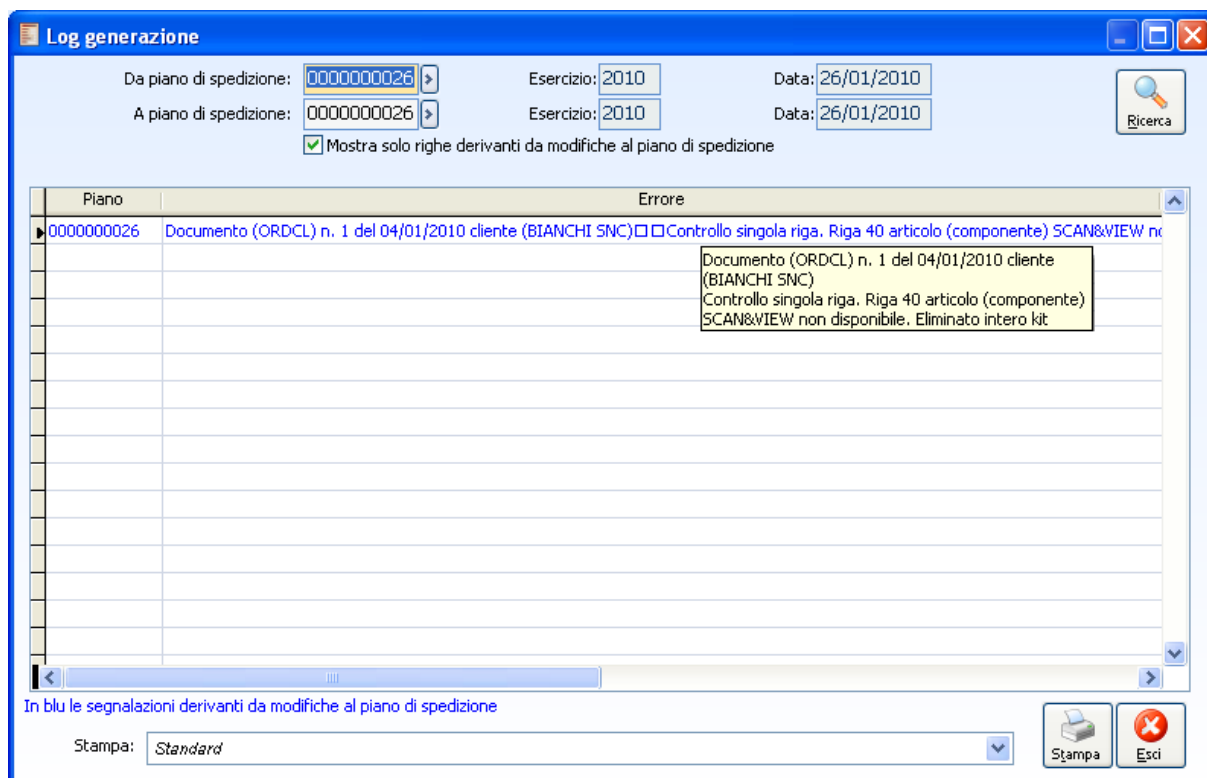 Log generazione
Da piano di spedizione: 0000000026 Esercizio: 2010 Data: 26/01/2010
A piano di spedizione: 0000000026 Esercizio: 2010 Data: 26/01/2010
Ricerca
Mostra solo righe derivanti da modifiche al piano di spedizione
Piano Errore
0000000026 Documento (ORDCL) n. 1 del 04/01/2010 cliente (BIANCHI SNC)□□Controllo singola riga. Riga 40 articolo (componente) SCAN&VIEW no
Documento (ORDCL) n. 1 del 04/01/2010 cliente
(BIANCHI SNC)
Controllo singola riga. Riga 40 articolo (componente)
SCAN&VIEW non disponibile. Eliminato intero kit
In blu le segnalazioni derivanti da modifiche al piano di spedizione
Stampa: Standard
Stampa Esci